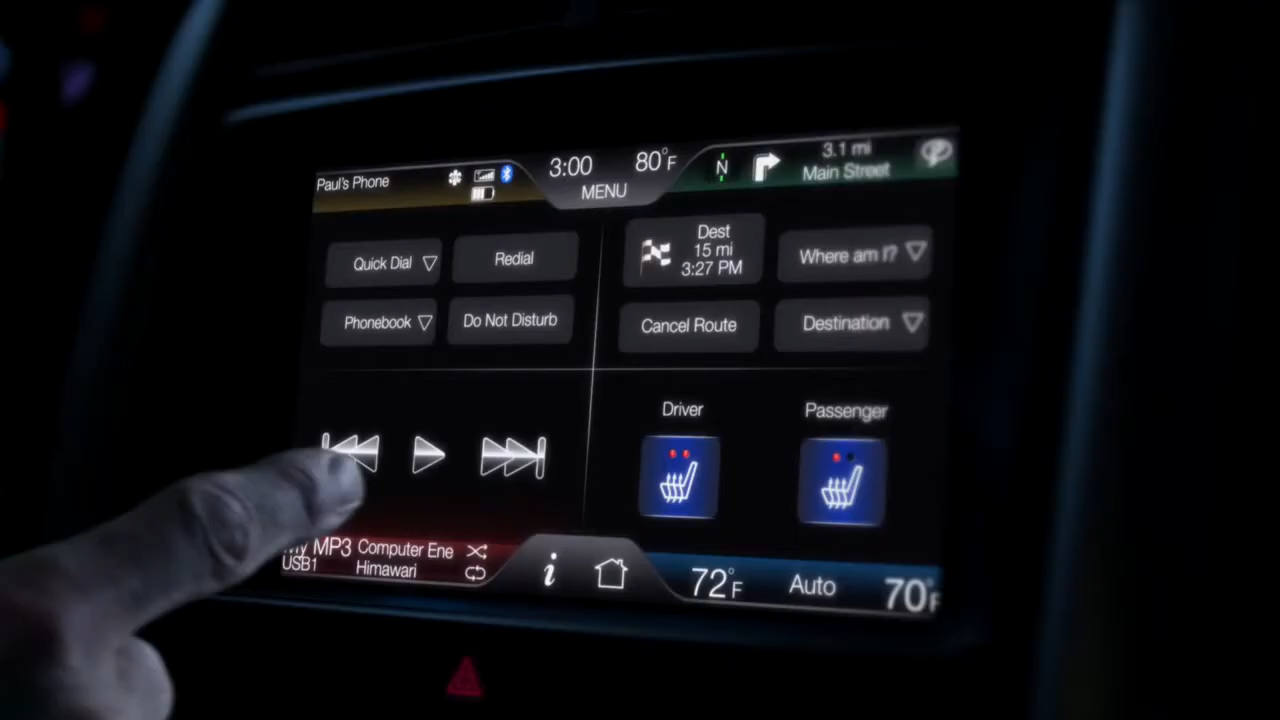 Paul's Phone
3:00
80°F
MENU
N
3.1 mi
Main Street
Quick Dial
Redial
Phonebook
Do Not Disturb
Dest
15 mi
3:27 PM
Where am I?
Cancel Route
Destination
Driver
Passenger
My MP3
USB1
Computer Ene
Himawari
i
72°F
Auto
70°F